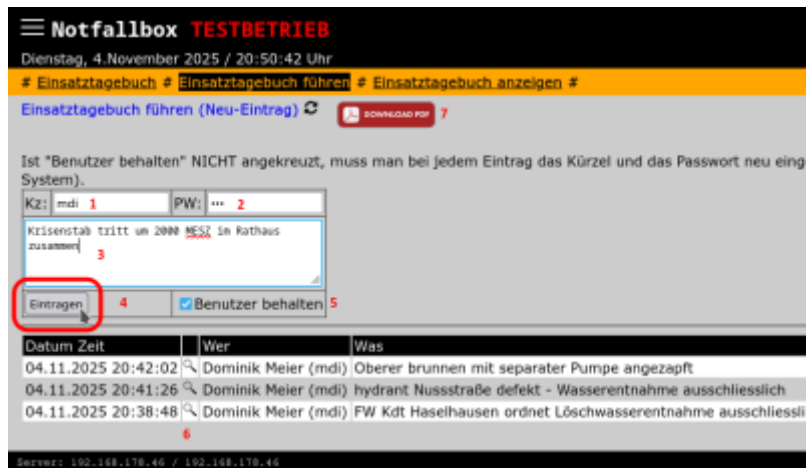 Notfallbox TESTBETRIEB
Dienstag, 4.November 2025 / 20:50:42 Uhr
# Einsatztagebuch # Einsatztagebuch führen # Einsatztagebuch anzeigen #
Einsatztagebuch führen (Neu-Eintrag) DOWNLOAD PDF 7
Ist "Benutzer behalten" NICHT angekreuzt, muss man bei jedem Eintrag das Kürzel und das Passwort neu eing
System).
Kz: mdi 1 PW: ••• 2
Krisenstab tritt um 2000 MESZ im Rathaus
zusammen
3
Eintragen 4 Benutzer behalten 5
Datum Zeit Wer Was
04.11.2025 20:42:02 Dominik Meier (mdi) Oberer brunnen mit separater Pumpe angezapft
04.11.2025 20:41:26 Dominik Meier (mdi) hydrant Nussstraße defekt - Wasserentnahme ausschliesslich
04.11.2025 20:38:48 Dominik Meier (mdi) FW Kdt Haselhausen ordnet Löschwasserentnahme ausschliessli
6
Server: 192.168.178.46 / 192.168.178.46